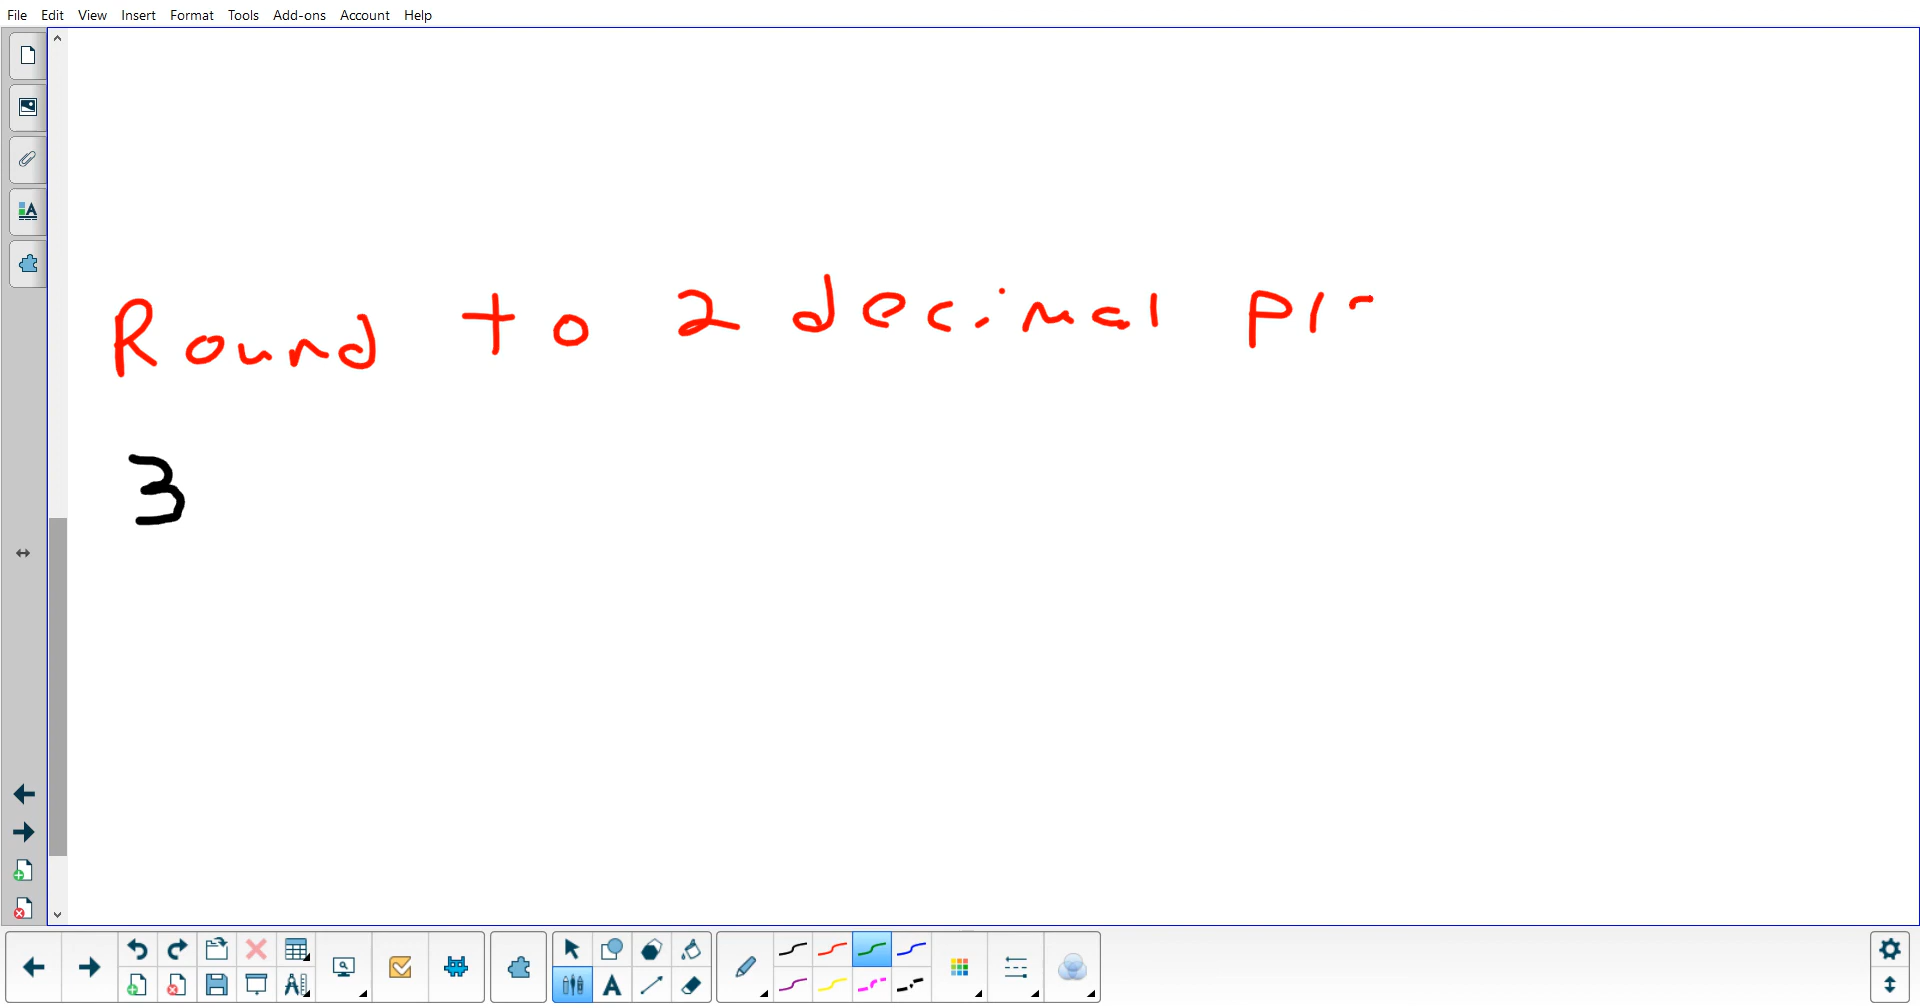 File Edit View Insert Format Tools Add-ons Account Help
Round to 2 decimal
3